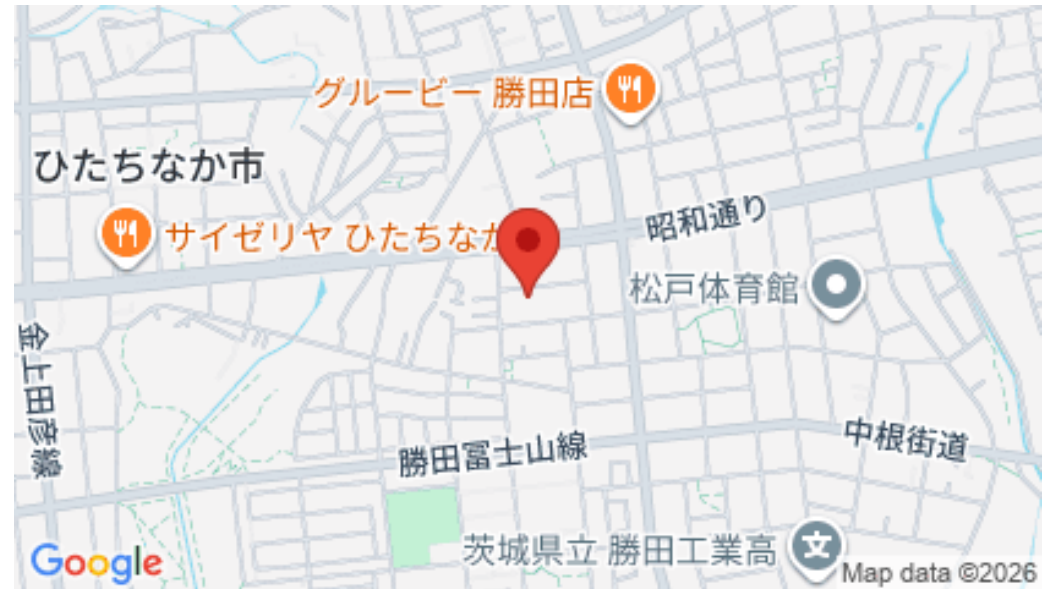 グルービー 勝田店
ひたちなか市
昭和通り
サイゼリヤ ひたちなか
松戸体育館
金上田彦線
中根街道
勝田冨士山線
茨城県立 勝田工業高
文
Google
Map data ©2026